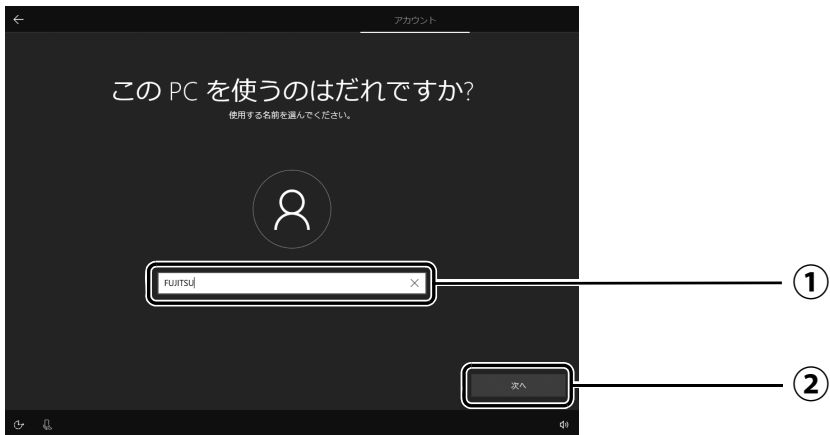 アカウント
この PC を使うのはだれですか?
使用する名前を選んでください。
FUJITSU
①
次へ
②